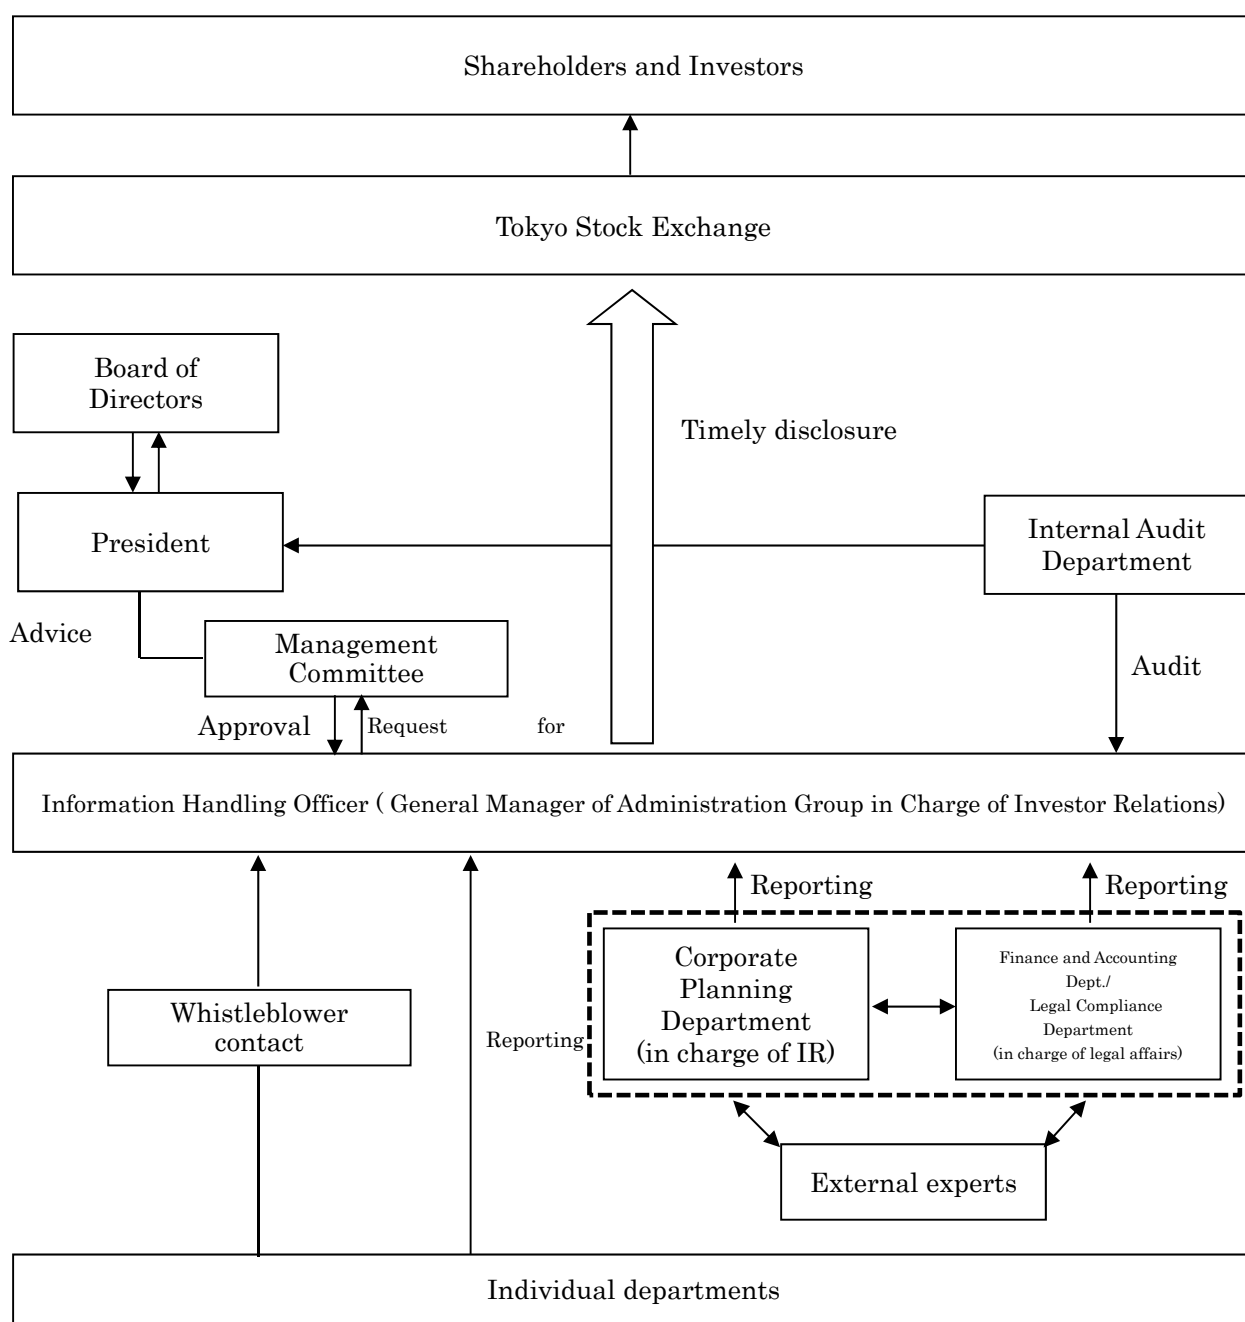 Shareholders and Investors
Tokyo Stock Exchange
Board of
Directors
Timely disclosure
President
Internal Audit
Department
Advice
Management
Committee
Audit
Approval
Request for
Information Handling Officer ( General Manager of Administration Group in Charge of Investor Relations)
Reporting
Reporting
Corporate
Planning
Department
(in charge of IR)
Finance and Accounting
Dept./
Legal Compliance
Department
(in charge of legal affairs)
Whistleblower
contact
Reporting
External experts
Individual departments